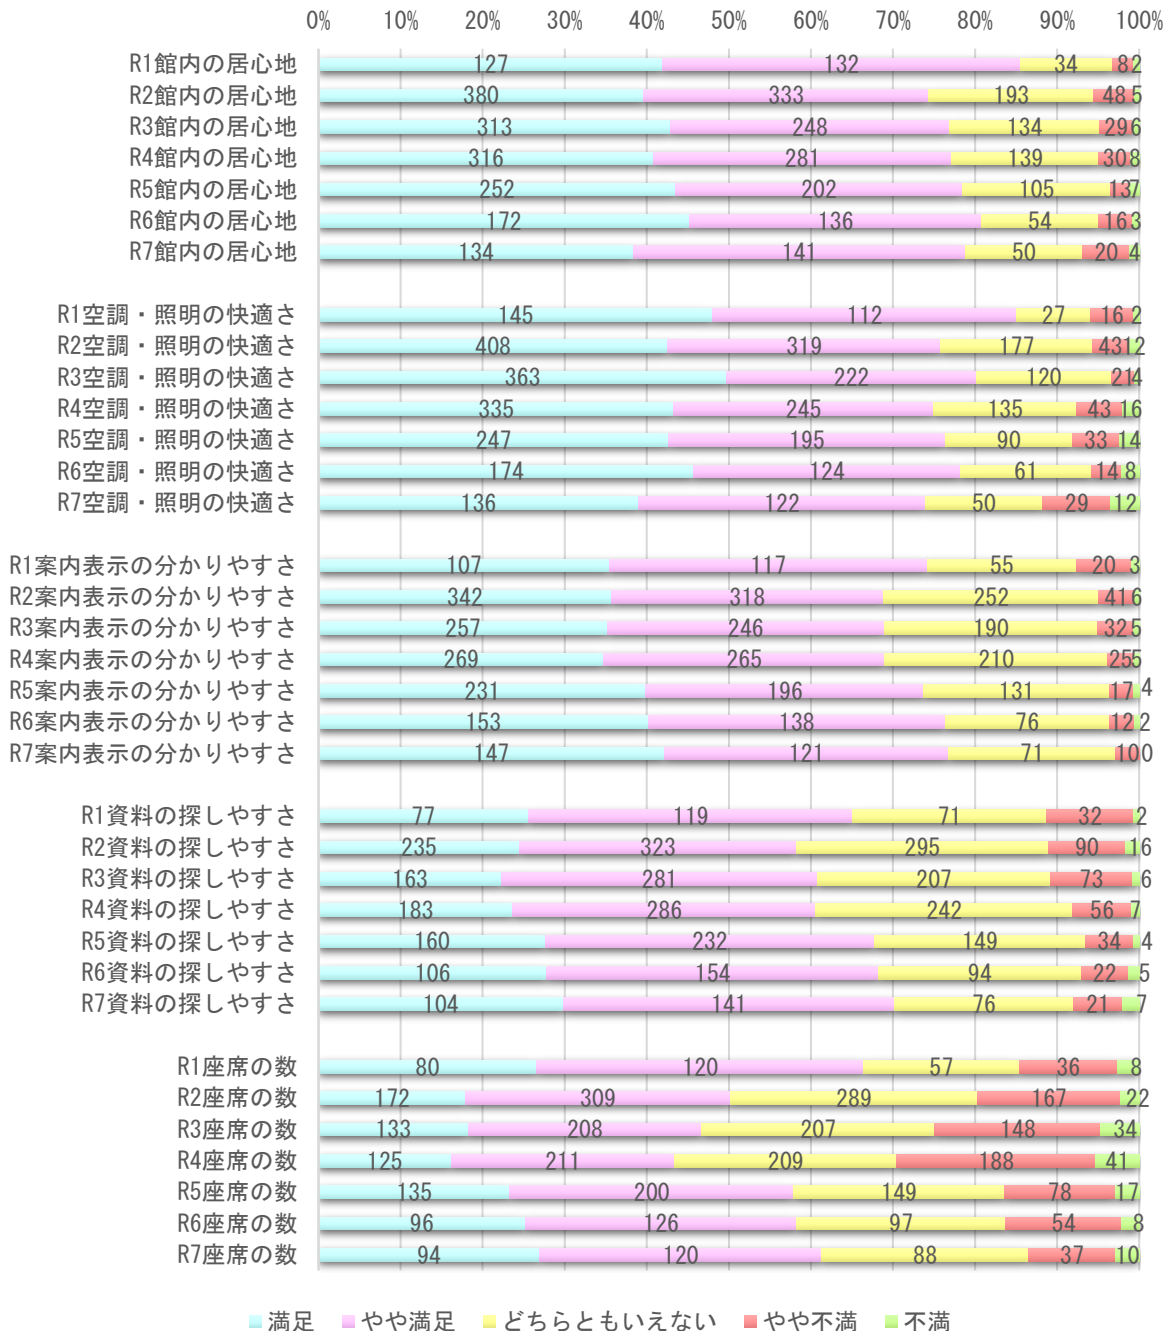 0% 10% 20% 30% 40% 50% 60% 70% 80% 90% 100%
R1館内の居心地 127 132 34 8 2
R2館内の居心地 380 333 193 48 5
R3館内の居心地 313 248 134 29 6
R4館内の居心地 316 281 139 30 8
R5館内の居心地 252 202 105 13 7
R6館内の居心地 172 136 54 16 3
R7館内の居心地 134 141 50 20 4
R1空調・照明の快適さ 145 112 27 16 2
R2空調・照明の快適さ 408 319 177 43 12
R3空調・照明の快適さ 363 222 120 21 4
R4空調・照明の快適さ 335 245 135 43 16
R5空調・照明の快適さ 247 195 90 33 14
R6空調・照明の快適さ 174 124 61 14 8
R7空調・照明の快適さ 136 122 50 29 12
R1案内表示の分かりやすさ 107 117 55 20 3
R2案内表示の分かりやすさ 342 318 252 41 6
R3案内表示の分かりやすさ 257 246 190 32 5
R4案内表示の分かりやすさ 269 265 210 25 5
R5案内表示の分かりやすさ 231 196 131 17 4
R6案内表示の分かりやすさ 153 138 76 12 2
R7案内表示の分かりやすさ 147 121 71 10 0
R1資料の探しやすさ 77 119 71 32 2
R2資料の探しやすさ 235 323 295 90 16
R3資料の探しやすさ 163 281 207 73 6
R4資料の探しやすさ 183 286 242 56 7
R5資料の探しやすさ 160 232 149 34 4
R6資料の探しやすさ 106 154 94 22 5
R7資料の探しやすさ 104 141 76 21 7
R1座席の数 80 120 57 36 8
R2座席の数 172 309 289 167 22
R3座席の数 133 208 207 148 34
R4座席の数 125 211 209 188 41
R5座席の数 135 200 149 78 17
R6座席の数 96 126 97 54 8
R7座席の数 94 120 88 37 10
満足 やや満足 どちらともいえない やや不満 不満